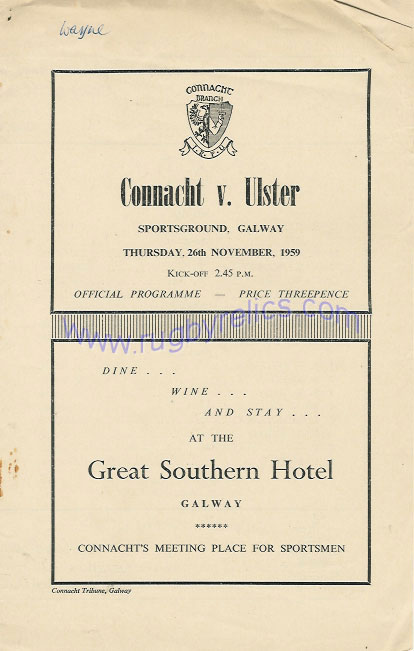 Wayne
CONNACHT
BRANCH
I.R.F.U
Connacht v. Ulster
SPORTSGROUND, GALWAY
THURSDAY, 26th NOVEMBER, 1959
KICK-OFF 2.45 P.M.
OFFICIAL PROGRAMME — PRICE THREEPENCE
www.rugbyrelics.com
DINE . . .
WINE . . .
AND STAY . . .
AT THE
Great Southern Hotel
GALWAY
******
CONNACHT'S MEETING PLACE FOR SPORTSMEN
Connacht Tribune, Galway